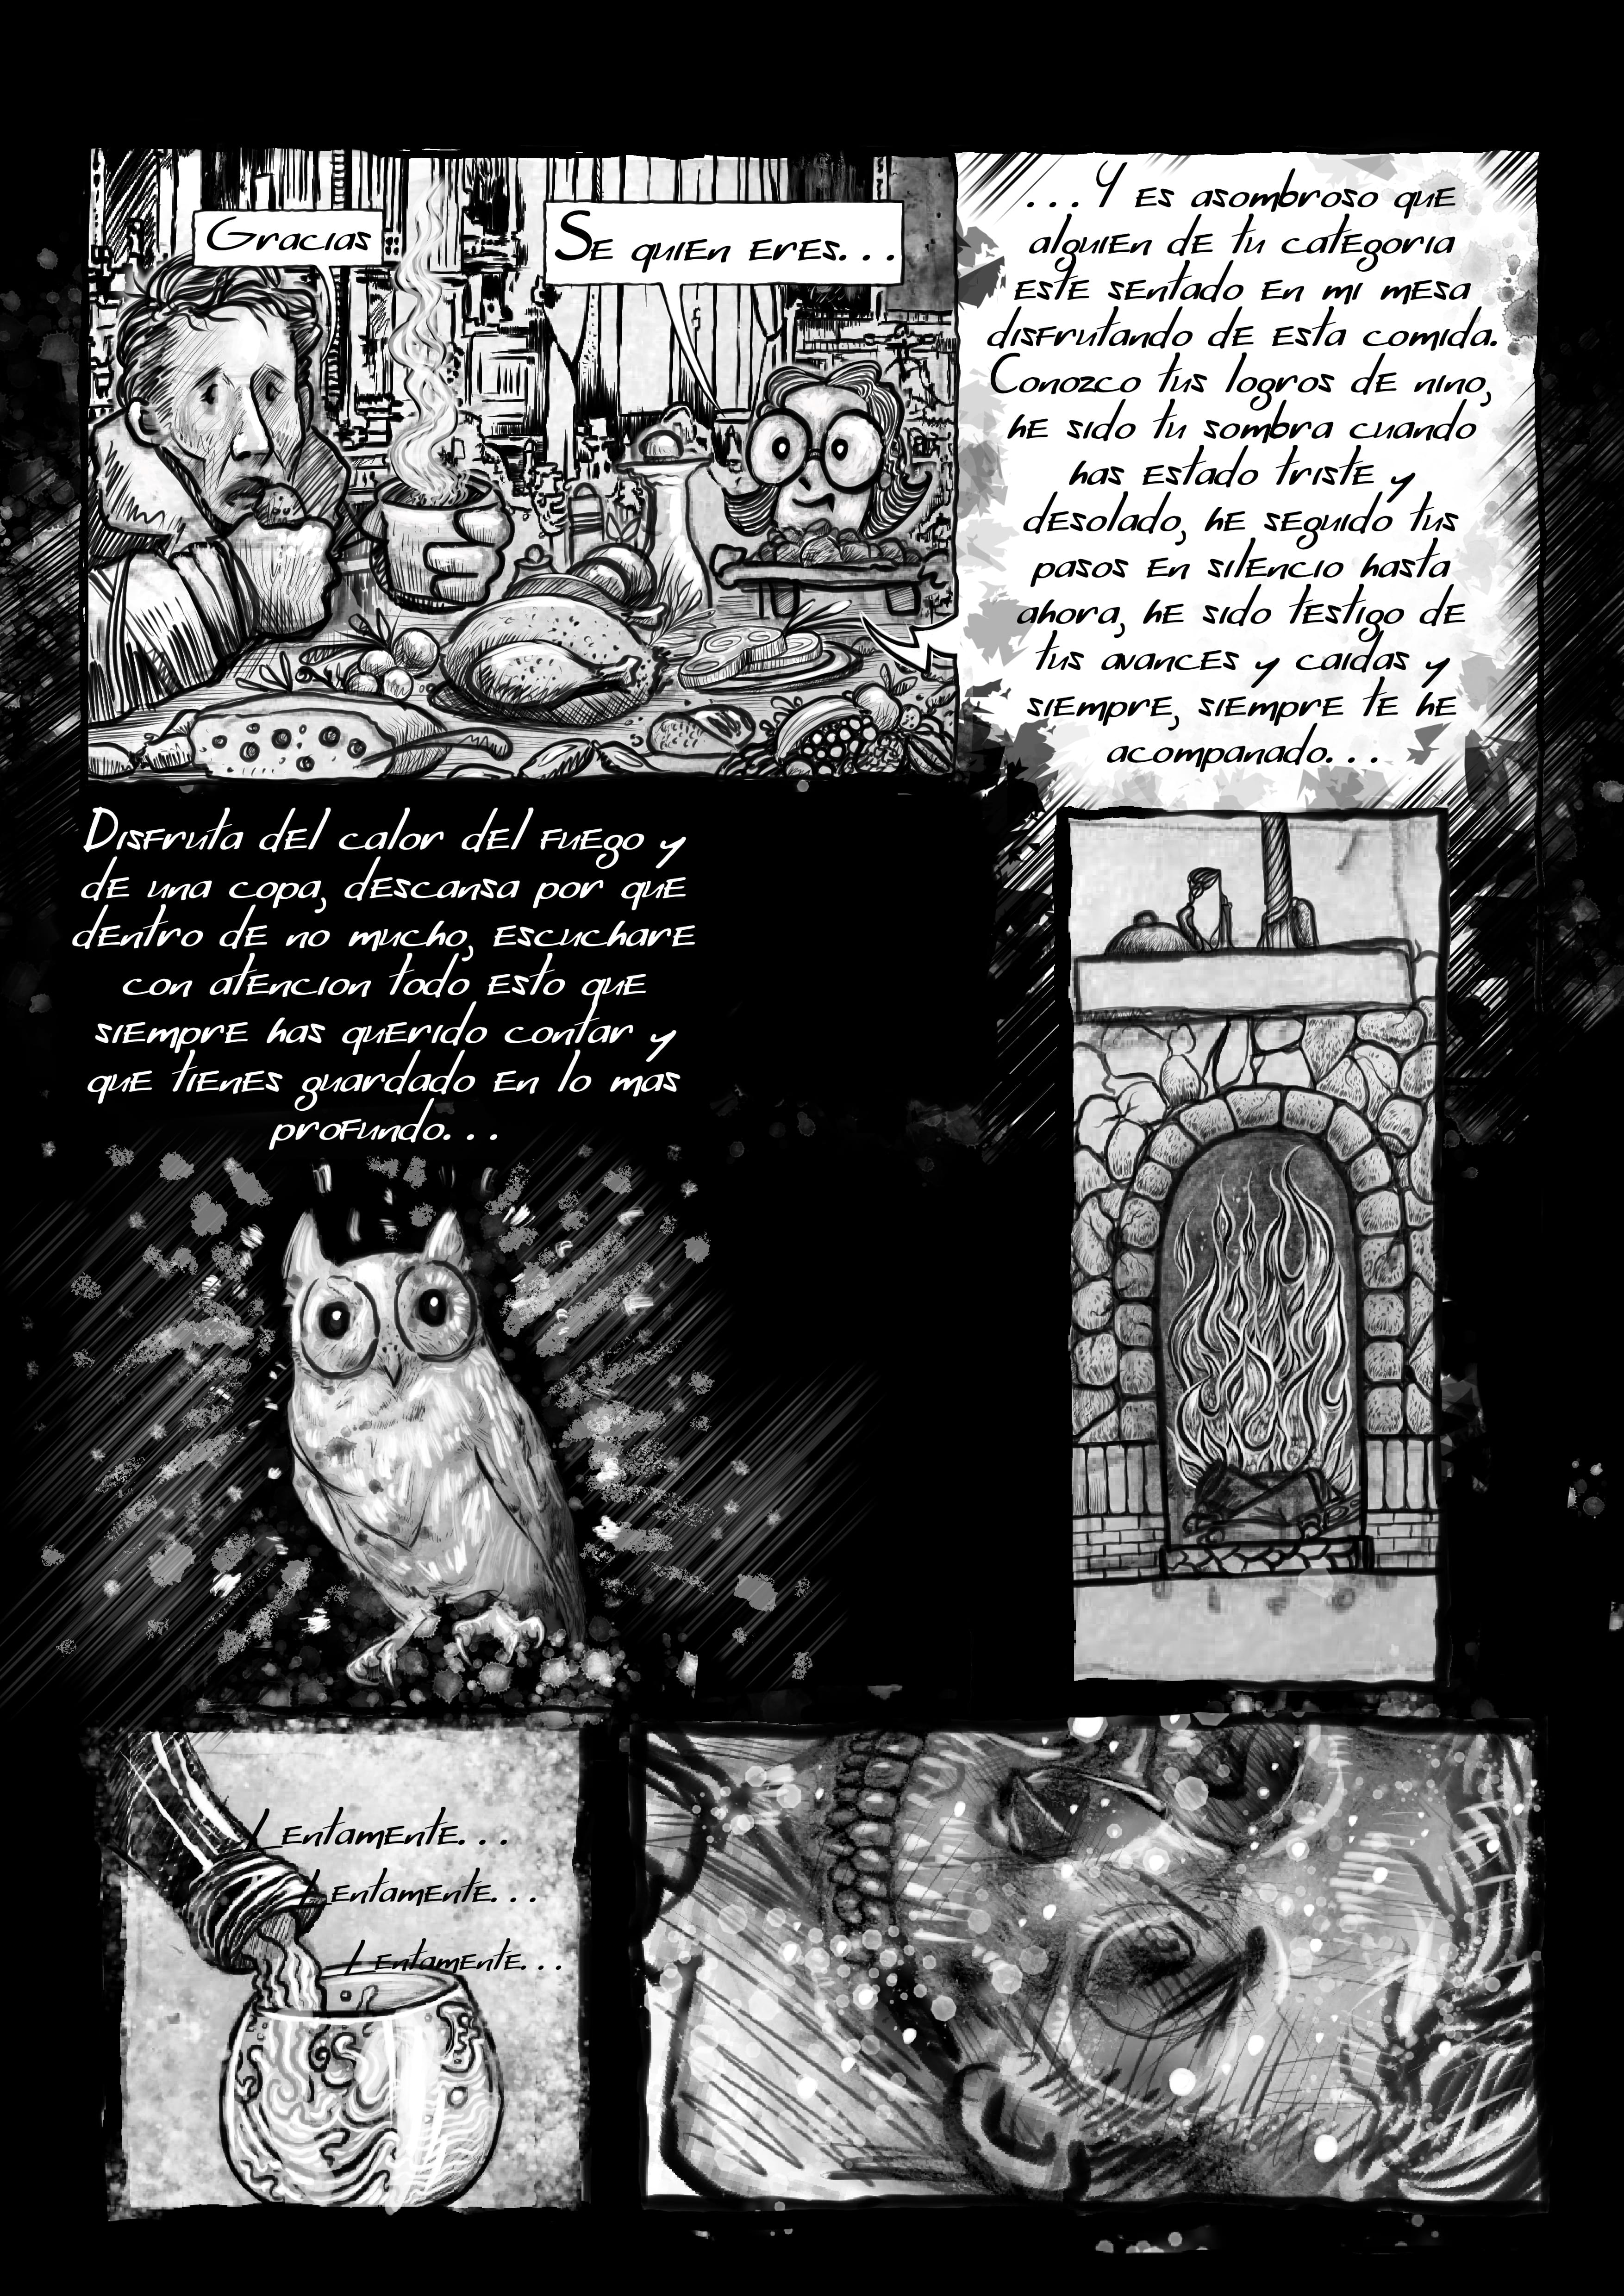 Gracias
Se quien eres...
...Y es asombroso que
alguien de tu categoria
este sentado en mi mesa
disfrutando de esta comida.
Conozco tus logros de nino,
he sido tu sombra cuando
has estado triste y
desolado, he seguido tus
pasos en silencio hasta
ahora, he sido testigo de
tus avances y caidas y
siempre, siempre te he
acompanado...
Disfruta del calor del fuego y
de una copa, descansa por que
dentro de no mucho, escuchare
con atencion todo esto que
siempre has querido contar y
que tienes guardado en lo mas
profundo...
Lentamente...
Lentamente...
Lentamente...